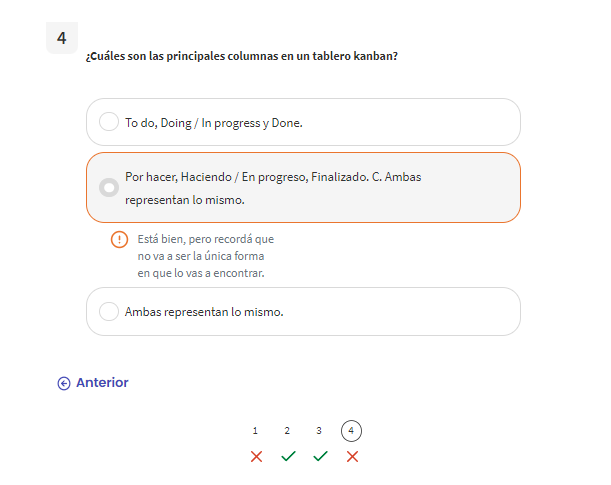 4
¿Cuáles son las principales columnas en un tablero kanban?
To do, Doing / In progress y Done.
Por hacer, Haciendo / En progreso, Finalizado. C. Ambas
representan lo mismo.
Está bien, pero recordá que
no va a ser la única forma
en que lo vas a encontrar.
Ambas representan lo mismo.
Anterior
1 2 3 4